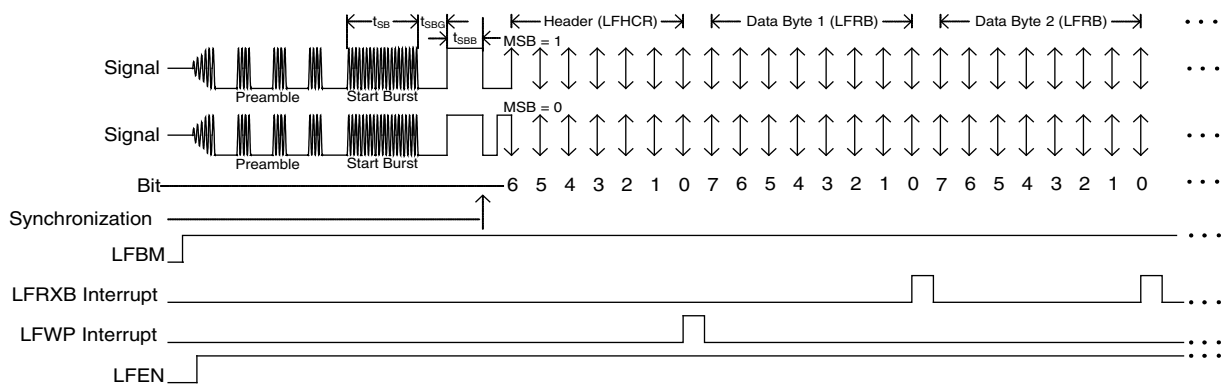 tSB tSBG Header (LFHCR) Data Byte 1 (LFRB) Data Byte 2 (LFRB) • • •
tSBB MSB = 1
Signal • • •
Preamble Start Burst
MSB = 0
Signal • • •
Preamble Start Burst
Bit 6 5 4 3 2 1 0 7 6 5 4 3 2 1 0 7 6 5 4 3 2 1 0 • • •
Synchronization
LFBM • • •
LFRXB Interrupt • • •
LFWP Interrupt • • •
LFEN • • •